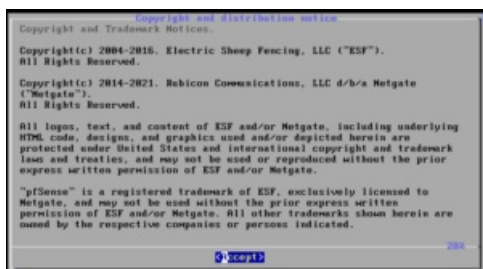 Copyright and distribution notice
Copyright and Trademark Notices.
Copyright(c) 2004-2016. Electric Sheep Fencing, LLC ("ESF").
All Rights Reserved.
Copyright(c) 2014-2021. Rubicon Communications, LLC d/b/a Netgate
("Netgate").
All Rights Reserved.
All logos, text, and content of ESF and/or Netgate, including underlying
HTML code, designs, and graphics used and/or depicted herein are
protected under United States and international copyright and trademark
laws and treaties, and may not be used or reproduced without the prior
express written permission of ESF and/or Netgate.
"pfSense" is a registered trademark of ESF, exclusively licensed to
Netgate, and may not be used without the prior express written
permission of ESF and/or Netgate. All other trademarks shown herein are
owned by the respective companies or persons indicated.
28%
<Accept>